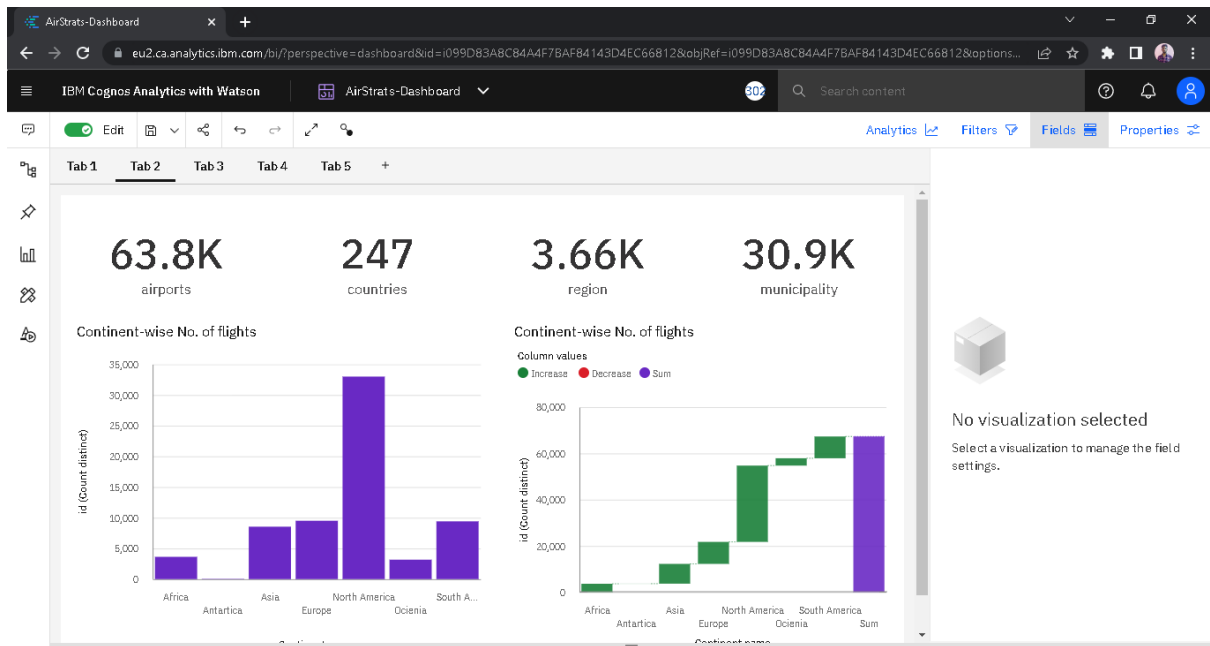 AirStrats-Dashboard
eu2.ca.analytics.ibm.com/bi/?perspective=dashboard&id=i099D83A8C84A4F7BAF84143D4EC66812&objRef=i099D83A8C84A4F7BAF84143D4EC66812&options...
IBM Cognos Analytics with Watson
AirStrats-Dashboard
302
Search content
Edit
Analytics
Filters
Fields
Properties
Tab 1 Tab 2 Tab 3 Tab 4 Tab 5 +
63.8K 247 3.66K 30.9K
airports countries region municipality
Continent-wise No. of flights
id (Count distinct)
35,000
30,000
25,000
20,000
15,000
10,000
5,000
0
Africa Asia North America South A...
Antartica Europe Ocienia
Continent-wise No. of flights
Column values
Increase Decrease Sum
id (Count distinct)
80,000
60,000
40,000
20,000
0
Africa Asia North America South America
Antartica Europe Ocienia Sum
Continent name
No visualization selected
Select a visualization to manage the field
settings.